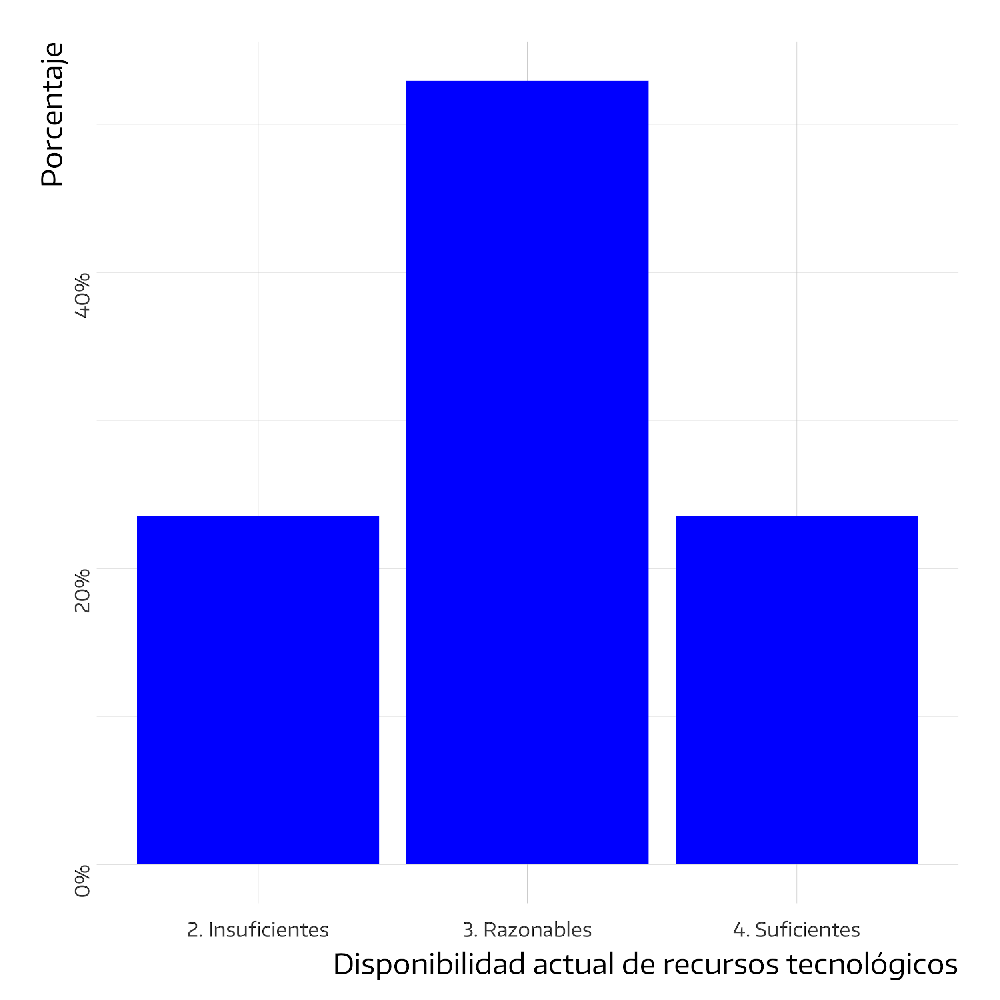 Porcentaje
40%
20%
0%
2. Insuficientes
3. Razonables
4. Suficientes
Disponibilidad actual de recursos tecnológicos